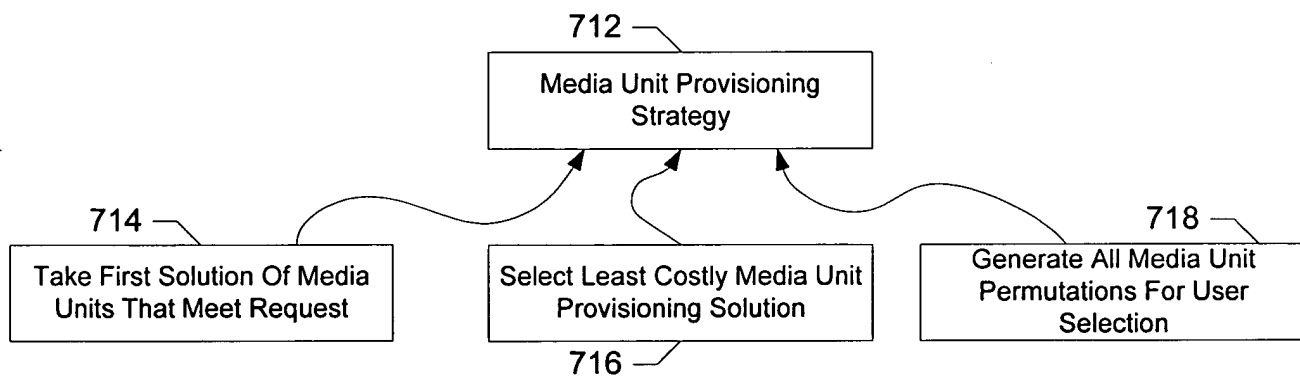 712
Media Unit Provisioning
Strategy
714
Take First Solution Of Media
Units That Meet Request
Select Least Costly Media Unit
Provisioning Solution
716
718
Generate All Media Unit
Permutations For User
Selection